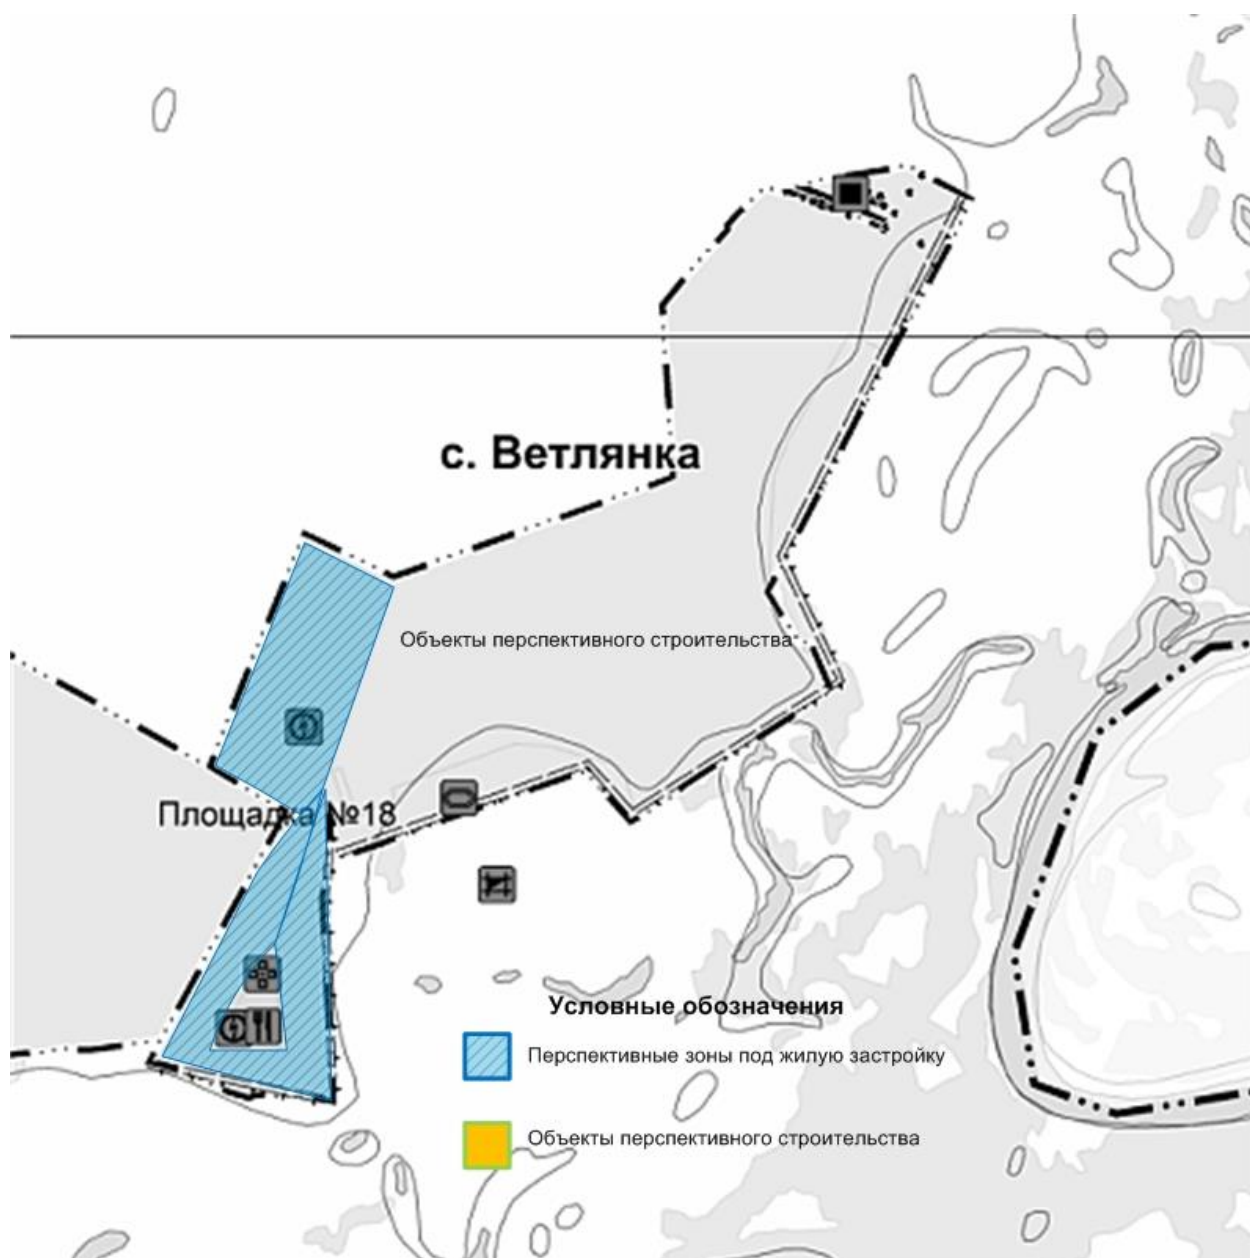 с. Ветлянка
Объекты перспективного строительства
Площадка №18
Условные обозначения
Перспективные зоны под жилую застройку
Объекты перспективного строительства